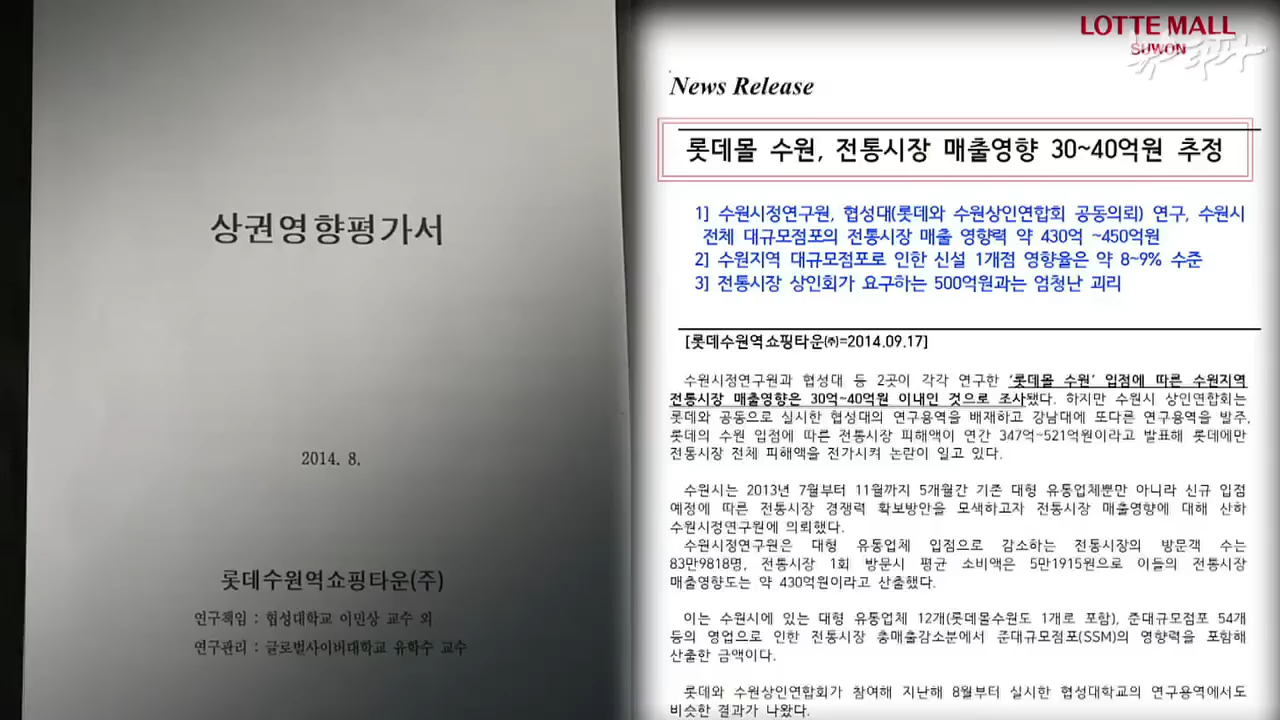 상권영향평가서
2014. 8.
롯데수원역쇼핑타운(주)
연구책임 : 협성대학교 이민상 교수 외
연구관리 : 글로벌사이버대학교 유학수 교수
LOTTE MALL
SUWON
뉴스타파
News Release
롯데몰 수원, 전통시장 매출영향 30~40억원 추정
1] 수원시정연구원, 협성대(롯데와 수원상인연합회 공동의뢰) 연구, 수원시
전체 대규모점포의 전통시장 매출 영향력 약 430억 ~450억원
2] 수원지역 대규모점포로 인한 신설 1개점 영향율은 약 8~9% 수준
3] 전통시장 상인회가 요구하는 500억원과는 엄청난 괴리
[롯데수원역쇼핑타운㈜=2014.09.17]
수원시정연구원과 협성대 등 2곳이 각각 연구한 '롯데몰 수원' 입점에 따른 수원지역
전통시장 매출영향은 30억~40억원 이내인 것으로 조사됐다. 하지만 수원시 상인연합회는
롯데와 공동으로 실시한 협성대의 연구용역을 배재하고 강남대에 또다른 연구용역을 발주,
롯데의 수원 입점에 따른 전통시장 피해액이 연간 347억~521억원이라고 발표해 롯데에만
전통시장 전체 피해액을 전가시켜 논란이 일고 있다.
수원시는 2013년 7월부터 11월까지 5개월간 기존 대형 유통업체뿐만 아니라 신규 입점
예정에 따른 전통시장 경쟁력 확보방안을 모색하고자 전통시장 매출영향에 대해 산하
수원시정연구원에 의뢰했다.
수원시정연구원은 대형 유통업체 입점으로 감소하는 전통시장의 방문객 수는
83만9818명, 전통시장 1회 방문시 평균 소비액은 5만1915원으로 이들의 전통시장
매출영향도는 약 430억원이라고 산출했다.
이는 수원시에 있는 대형 유통업체 12개(롯데몰수원도 1개로 포함), 준대규모점포 54개
등의 영업으로 인한 전통시장 총매출감소분에서 준대규모점포(SSM)의 영향력을 포함해
산출한 금액이다.
롯데와 수원상인연합회가 참여해 지난해 8월부터 실시한 협성대학교의 연구용역에서도
비슷한 결과가 나왔다.